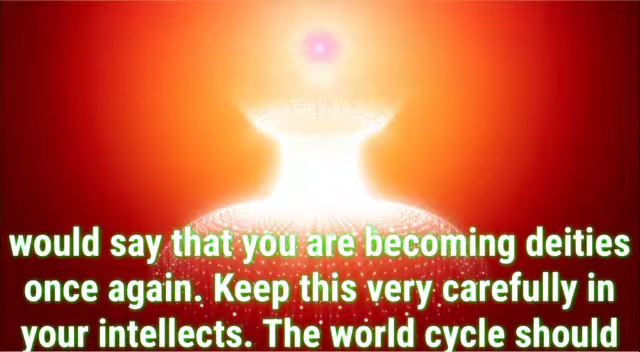 would say that you are becoming deities
once again. Keep this very carefully in
your intellects. The world cycle should